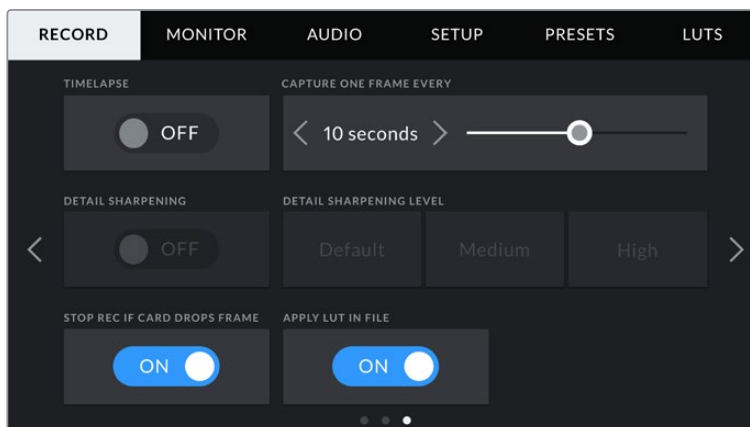 RECORD MONITOR AUDIO SETUP PRESETS LUTS
TIMELAPSE CAPTURE ONE FRAME EVERY
OFF 10 seconds
DETAIL SHARPENING DETAIL SHARPENING LEVEL
OFF Default Medium High
STOP REC IF CARD DROPS FRAME APPLY LUT IN FILE
ON ON